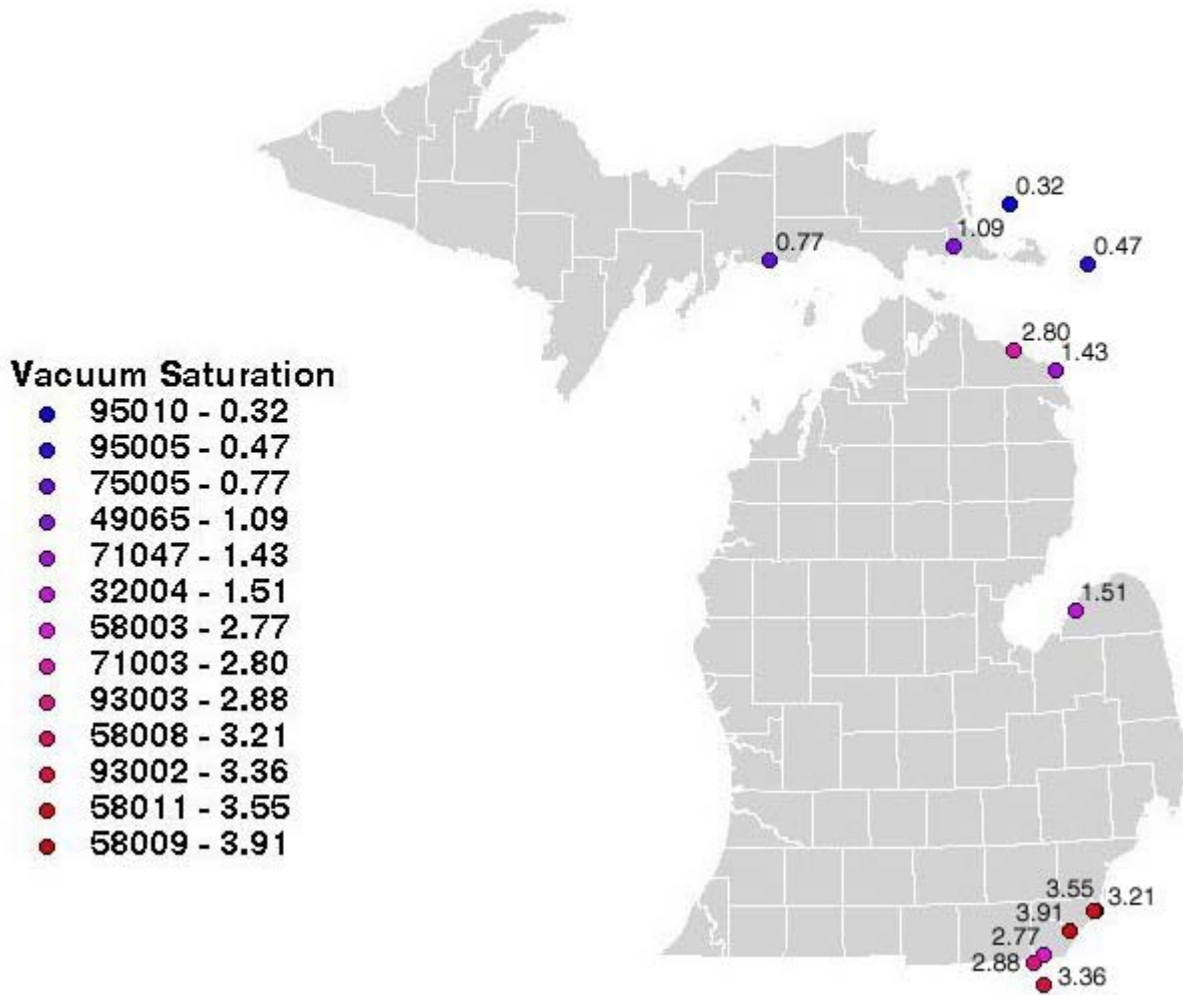 0.32
1.09
0.77
0.47
2.80
1.43
Vacuum Saturation
95010 - 0.32
95005 - 0.47
75005 - 0.77
49065 - 1.09
71047 - 1.43
32004 - 1.51
58003 - 2.77
71003 - 2.80
93003 - 2.88
58008 - 3.21
93002 - 3.36
58011 - 3.55
58009 - 3.91
1.51
3.55
3.21
3.91
2.77
2.88
3.36